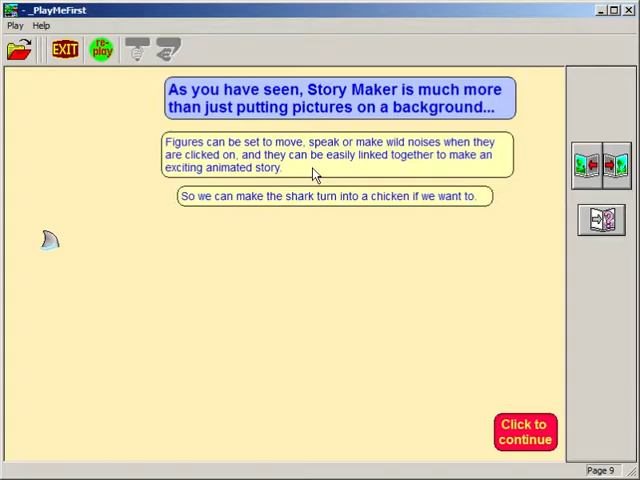 - _PlayMeFirst
Play Help
EXIT
re-
play
As you have seen, Story Maker is much more
than just putting pictures on a background...
Figures can be set to move, speak or make wild noises when they
are clicked on, and they can be easily linked together to make an
exciting animated story.
So we can make the shark turn into a chicken if we want to.
?
Click to
continue
Page 9